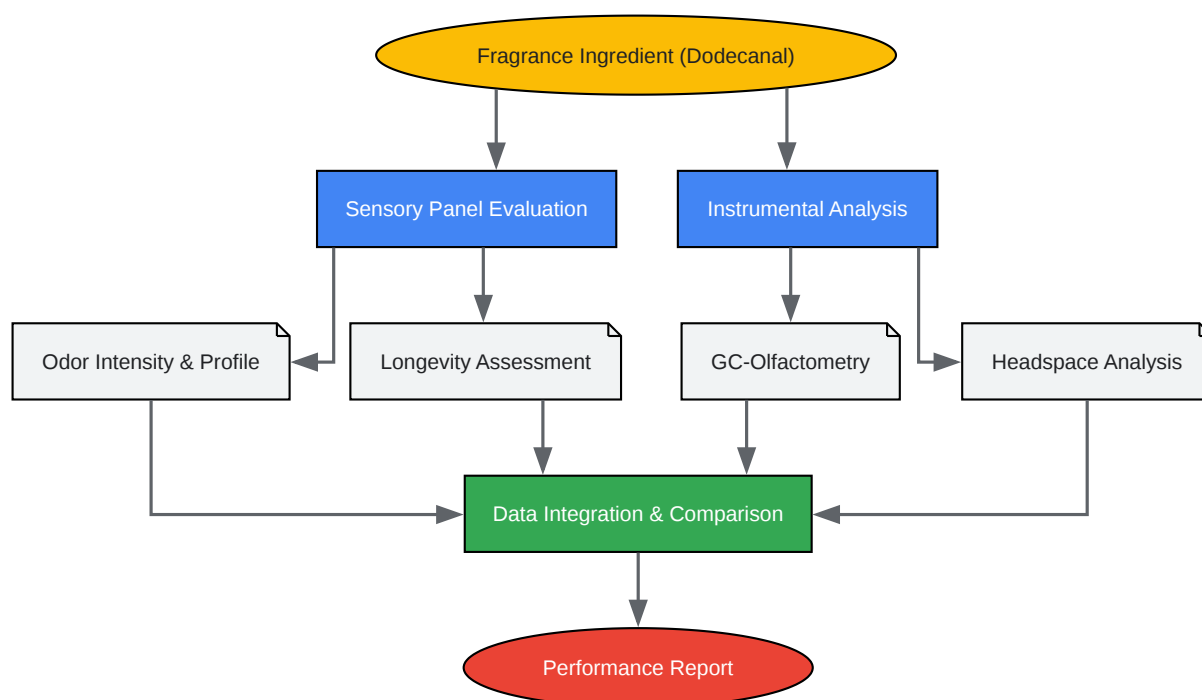 Fragrance Ingredient (Dodecanal)
Sensory Panel Evaluation
Instrumental Analysis
Odor Intensity & Profile
Longevity Assessment
GC-Olfactometry
Headspace Analysis
Data Integration & Comparison
Performance Report